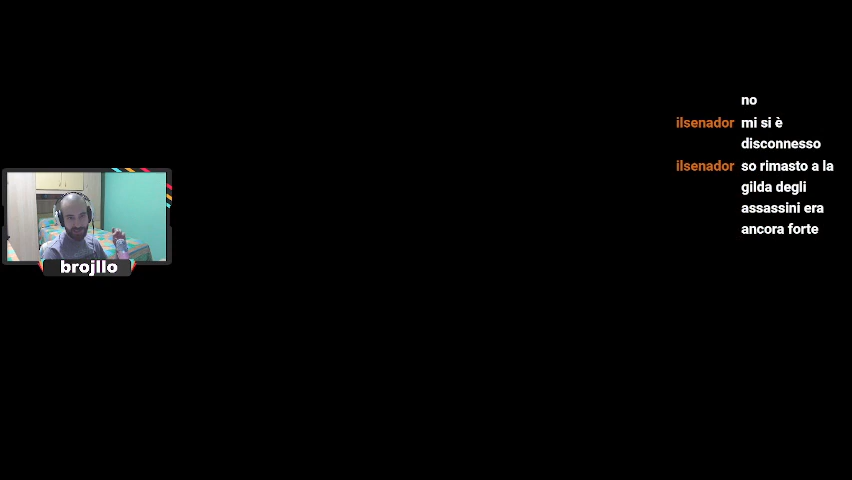 no
ilsenador mi si è
disconnesso
ilsenador so rimasto a la
gilda degli
assassini era
ancora forte
brojllo